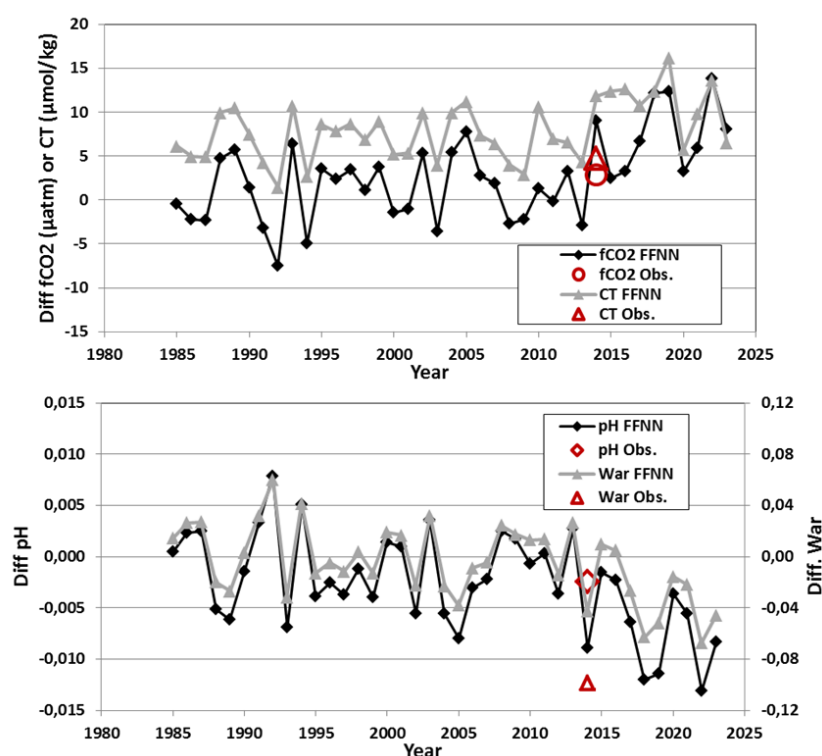 20
15
10
5
0
-5
-10
-15
Diff fCO2 (µatm) or CT (µmol/kg)
fCO2 FFNN
fCO2 Obs.
CT FFNN
CT Obs.
1980 1985 1990 1995 2000 2005 2010 2015 2020 2025
Year
0,015
0,010
0,005
0,000
-0,005
-0,010
-0,015
Diff pH
pH FFNN
pH Obs.
War FFNN
War Obs.
0,12
0,08
0,04
0,00
-0,04
-0,08
-0,12
Diff. War
1980 1985 1990 1995 2000 2005 2010 2015 2020 2025
Year